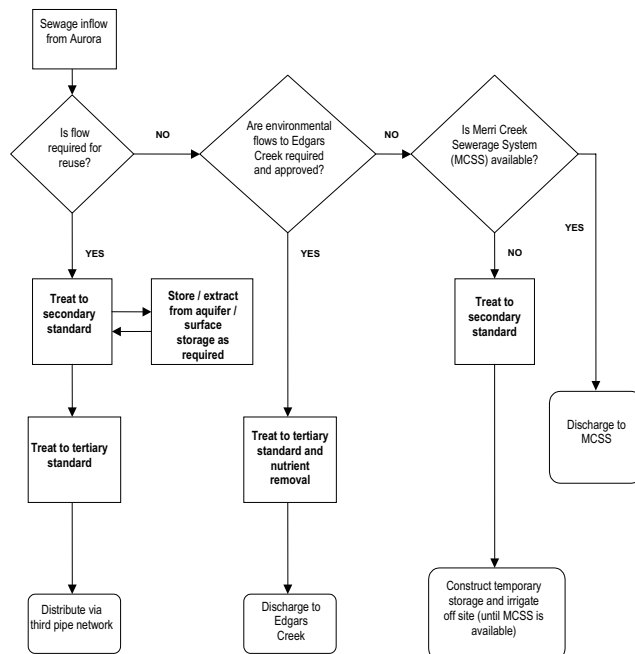 Sewage inflow
from Aurora
Is flow
required for
reuse?
NO
Are environmental
flows to Edgars
Creek required
and approved?
NO
Is Merri Creek
Sewerage System
(MCSS) available?
YES
YES
NO
YES
Treat to
secondary
standard
Store / extract
from aquifer /
surface
storage as
required
Treat to
secondary
standard
Discharge to
MCSS
Treat to tertiary
standard
Treat to tertiary
standard and
nutrient
removal
Distribute via
third pipe network
Discharge to
Edgars
Creek
Construct temporary
storage and irrigate
off site (until MCSS is
available)